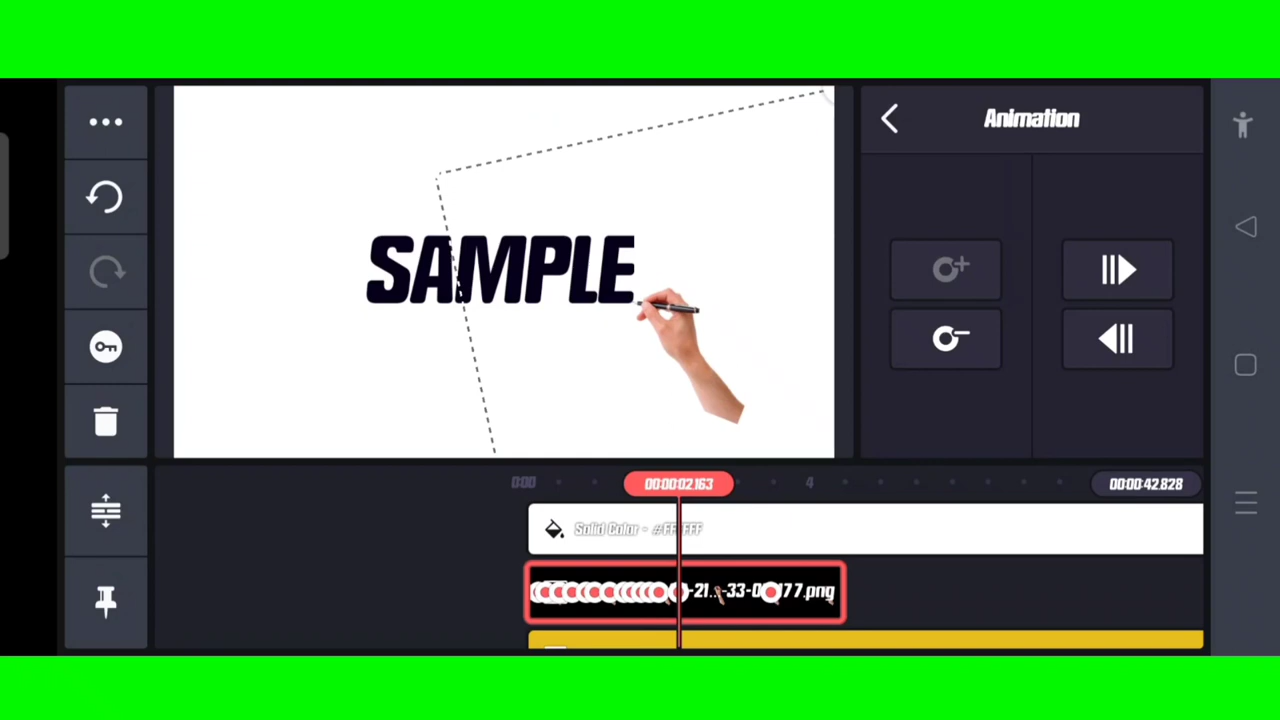 Animation
SAMPLE
0:00
00:00:02.163
4
00:00:42.828
Solid Color - #FFFFFF
-21...-33-0
77.png